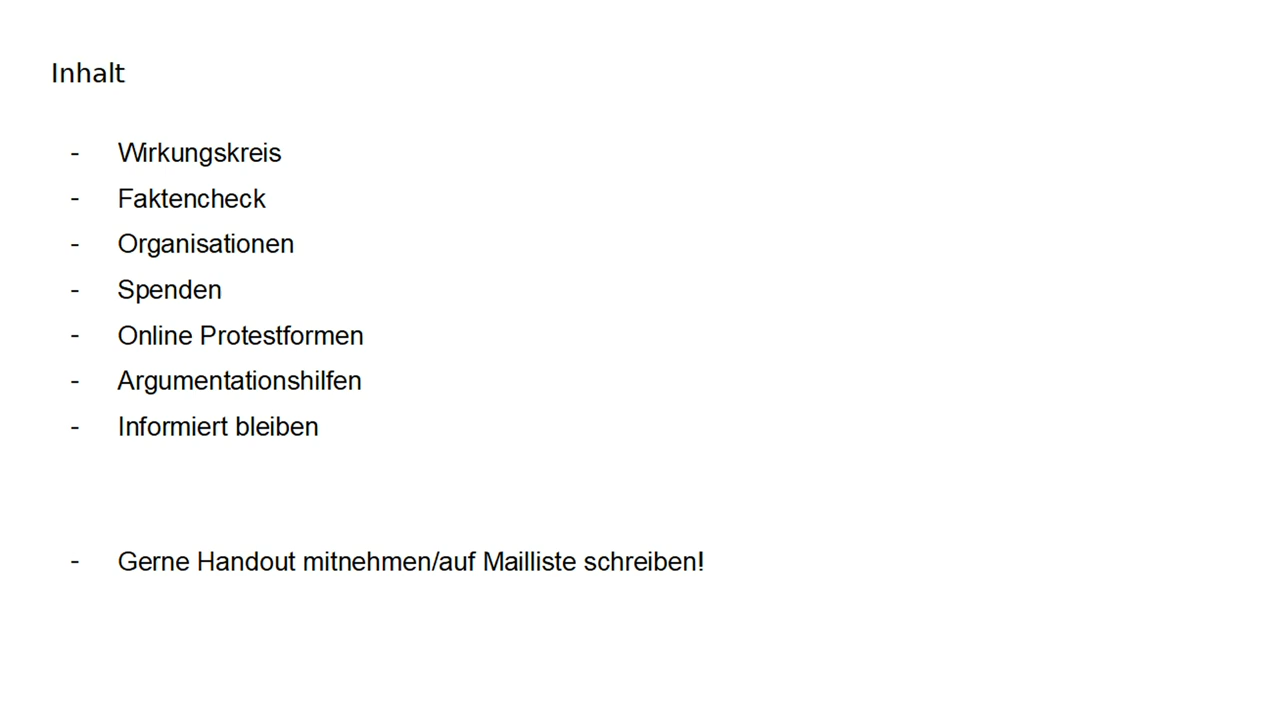 Inhalt
- Wirkungskreis
- Faktencheck
- Organisationen
- Spenden
- Online Protestformen
- Argumentationshilfen
- Informiert bleiben
- Gerne Handout mitnehmen/auf Mailliste schreiben!